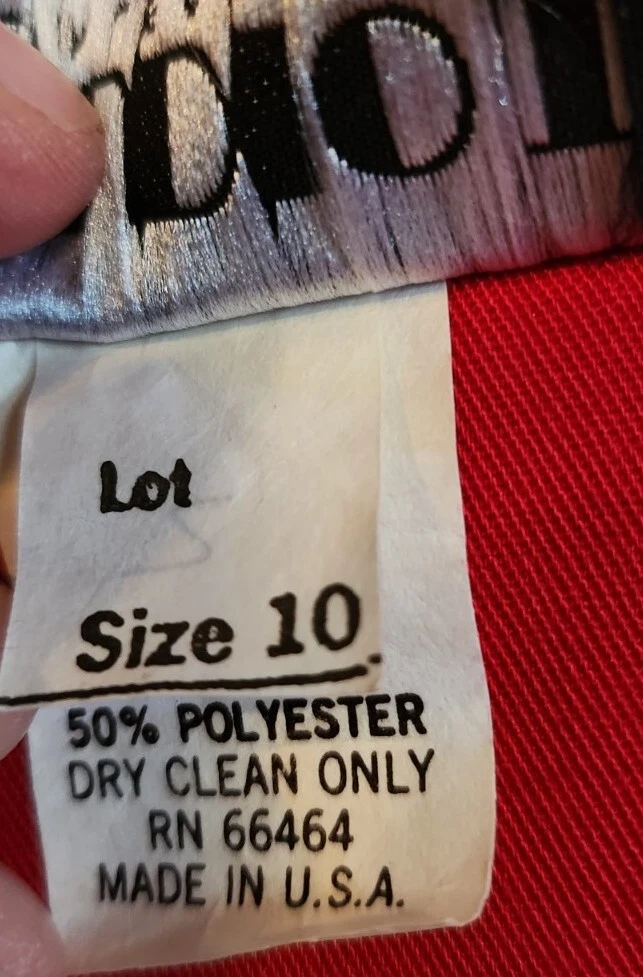 Lot
Size 10
50% POLYESTER
DRY CLEAN ONLY
RN 66464
MADE IN U.S.A.